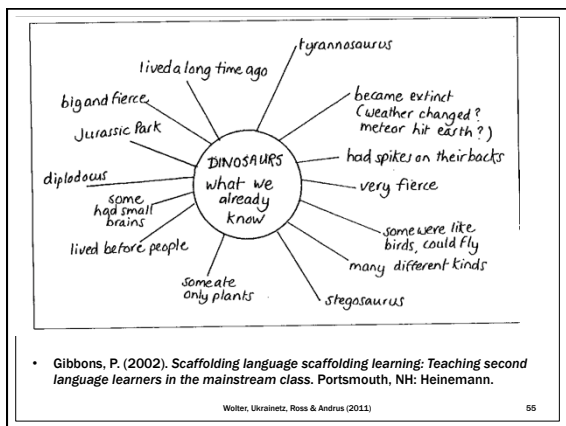 tyrannosaurus
lived a long time ago
big and fierce
Jurassic Park
diplodocus
some
had small
brains
lived before people
some ate
only plants
DINOSAURS
what we
already
know
became extinct
(weather changed?
meteor hit earth?)
had spikes on their backs
very fierce
some were like
birds, could fly
many different kinds
stegosaurus
• Gibbons, P. (2002). Scaffolding language scaffolding learning: Teaching second
language learners in the mainstream class. Portsmouth, NH: Heinemann.
Wolter, Ukrainetz, Ross & Andrus (2011)
55